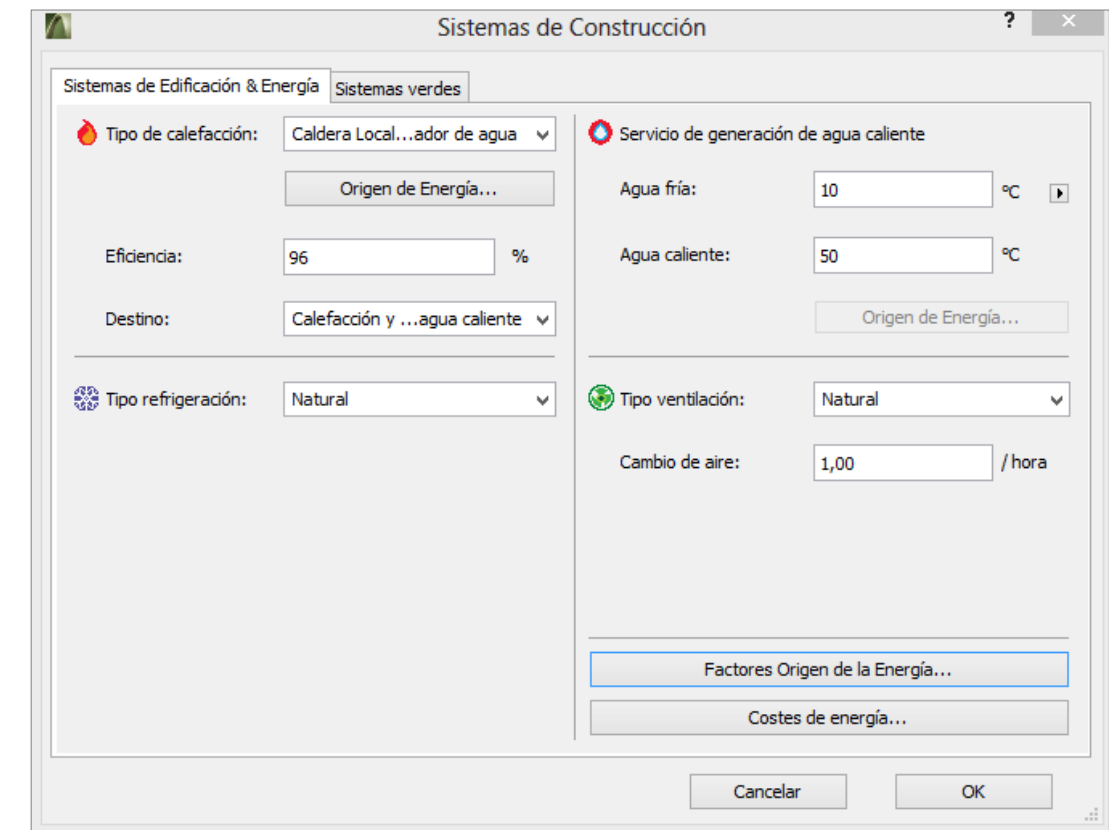 Sistemas de Construcción
?
Sistemas de Edificación & Energía
Sistemas verdes
Tipo de calefacción:
Caldera Local...ador de agua
Origen de Energía...
Eficiencia:
96
%
Destino:
Calefacción y ...agua caliente
Tipo refrigeración:
Natural
Servicio de generación de agua caliente
Agua fría:
10
ºC
Agua caliente:
50
ºC
Origen de Energía...
Tipo ventilación:
Natural
Cambio de aire:
1,00
/ hora
Factores Origen de la Energía...
Costes de energía...
Cancelar
OK